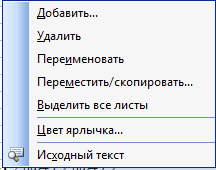 Добавить...
Удалить
Переименовать
Переместить/скопировать...
Выделить все листы
Цвет ярлычка...
Исходный текст